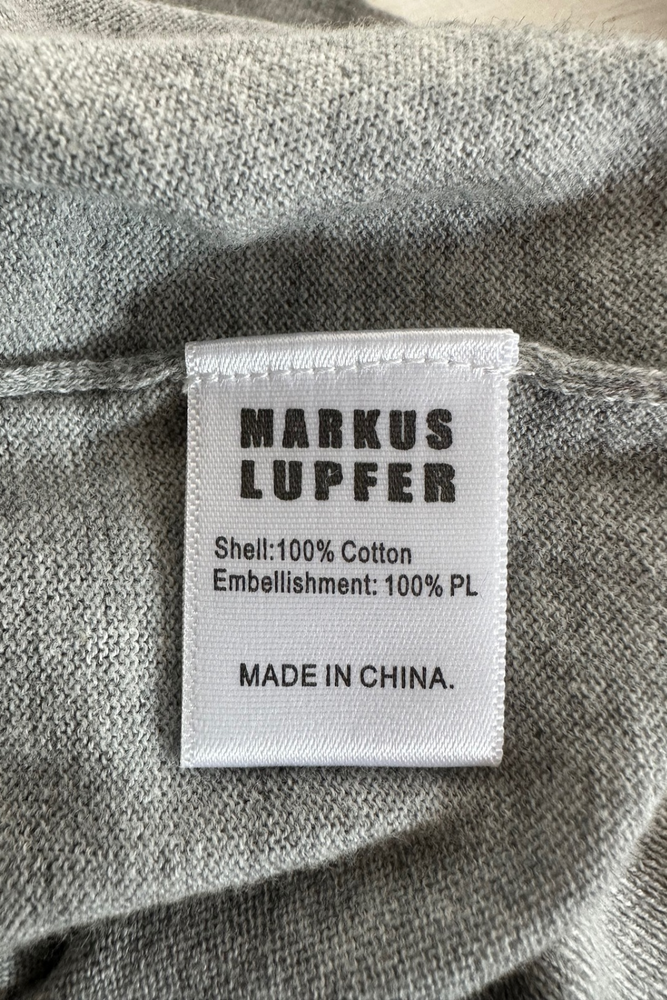 MARKUS
LUPFER
Shell:100% Cotton
Embellishment: 100% PL
MADE IN CHINA.